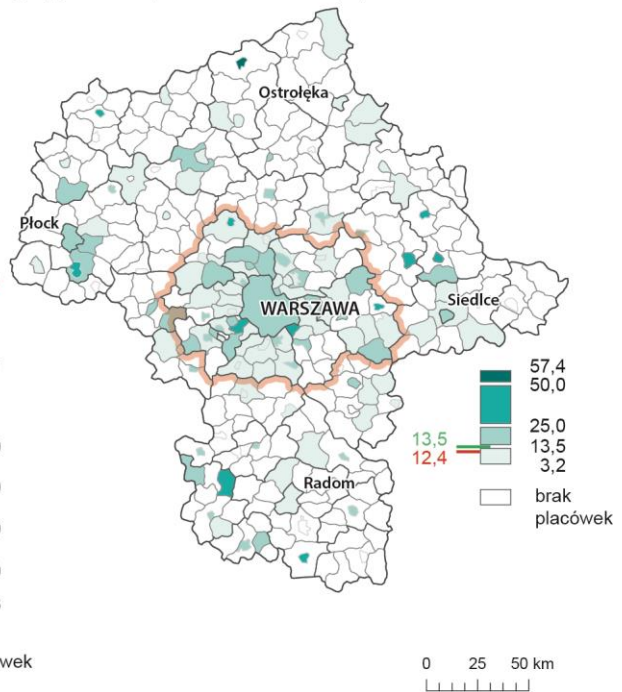 Ostrołęka
Płock
WARSZAWA
Siedlce
Radom
57,4
50,0
25,0
13,5
3,2
13,5
12,4
brak
placówek
wek
0 25 50 km